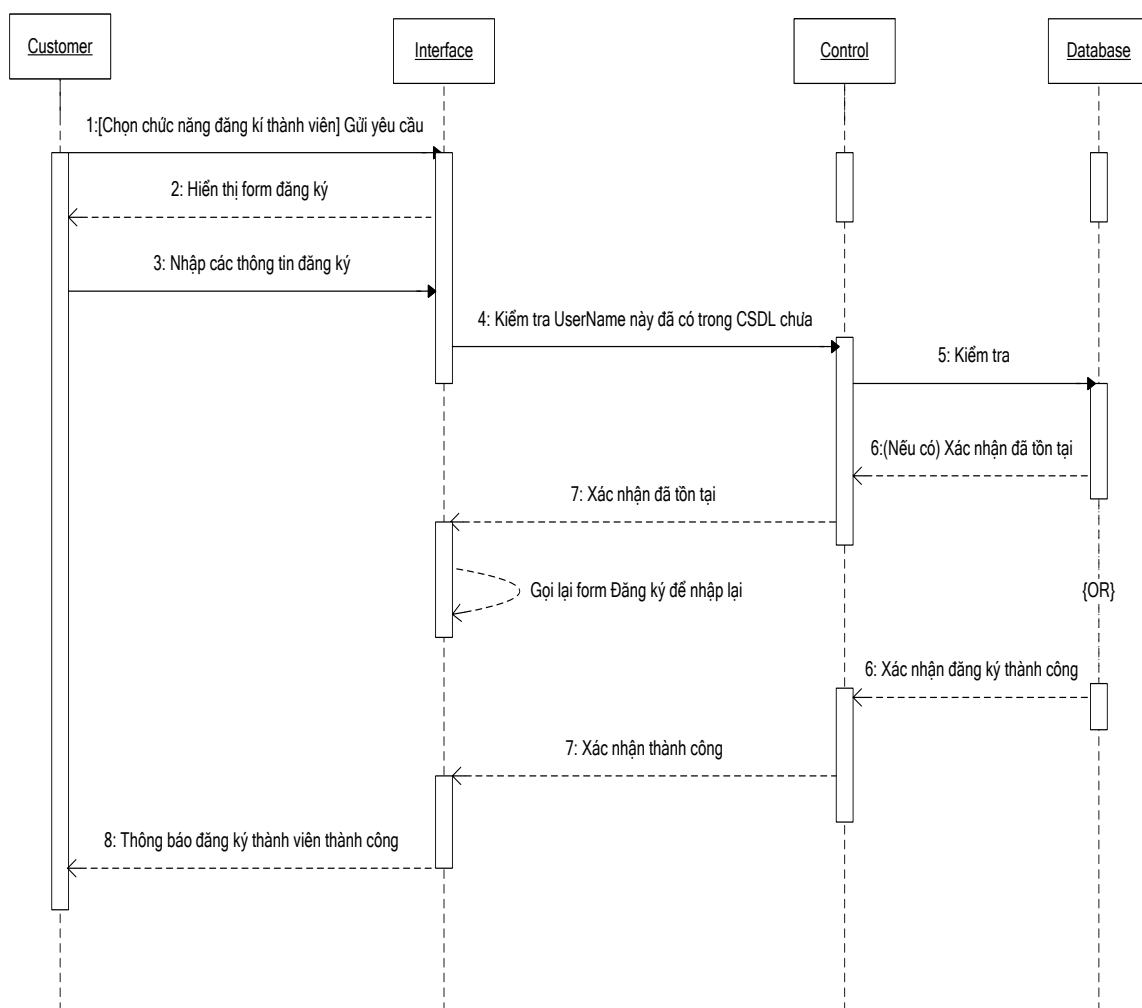 Customer
Interface
Control
Database
1:[Chọn chức năng đăng kí thành viên] Gửi yêu cầu
2: Hiển thị form đăng ký
3: Nhập các thông tin đăng ký
4: Kiểm tra UserName này đã có trong CSDL chưa
5: Kiểm tra
6:(Nếu có) Xác nhận đã tồn tại
7: Xác nhận đã tồn tại
Gọi lại form Đăng ký để nhập lại
{OR}
6: Xác nhận đăng ký thành công
7: Xác nhận thành công
8: Thông báo đăng ký thành viên thành công